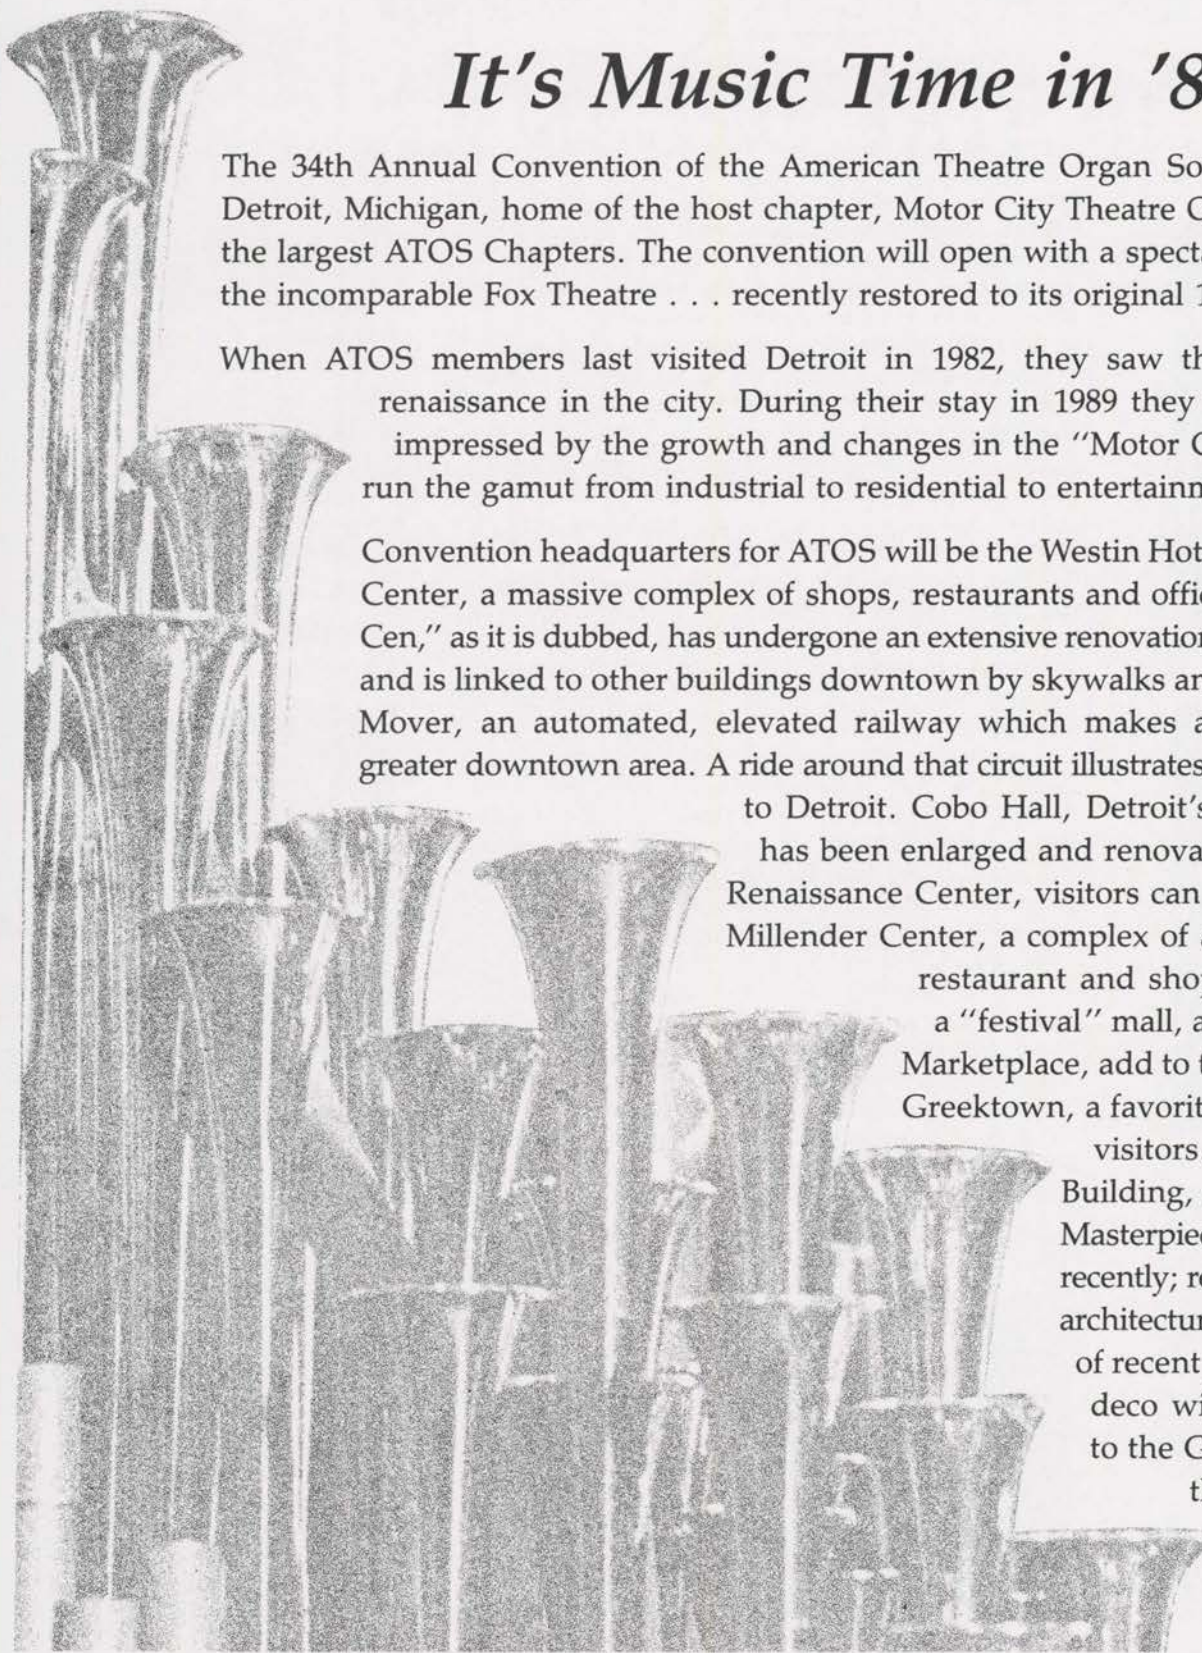 It's Music Time in '8
The 34th Annual Convention of the American Theatre Organ So
Detroit, Michigan, home of the host chapter, Motor City Theatre O
the largest ATOS Chapters. The convention will open with a specta
the incomparable Fox Theatre . . . recently restored to its original 1
When ATOS members last visited Detroit in 1982, they saw th
renaissance in the city. During their stay in 1989 they
impressed by the growth and changes in the "Motor C
run the gamut from industrial to residential to entertainm
Convention headquarters for ATOS will be the Westin Hot
Center, a massive complex of shops, restaurants and offic
Cen," as it is dubbed, has undergone an extensive renovation
and is linked to other buildings downtown by skywalks an
Mover, an automated, elevated railway which makes a
greater downtown area. A ride around that circuit illustrates
to Detroit. Cobo Hall, Detroit's
has been enlarged and renova
Renaissance Center, visitors can
Millender Center, a complex of
restaurant and sho
a "festival" mall, a
Marketplace, add to t
Greektown, a favorit
visitors
Building,
Masterpiec
recently; re
architectur
of recent
deco wi
to the G
t